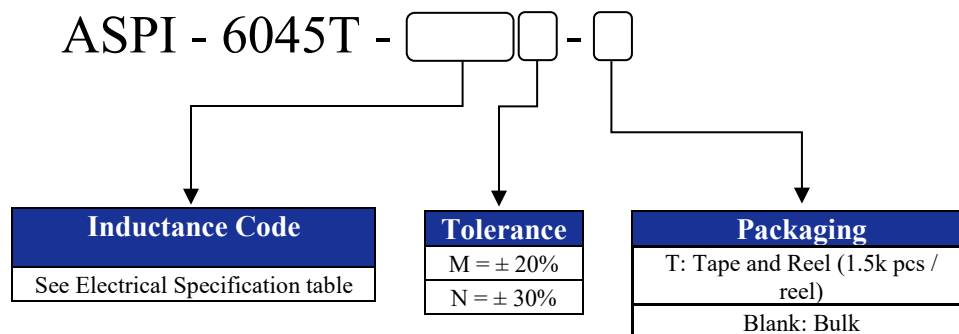 ASPI - 6045T - -
Inductance Code
See Electrical Specification table
Tolerance
M = ± 20%
N = ± 30%
Packaging
T: Tape and Reel (1.5k pcs /
reel)
Blank: Bulk